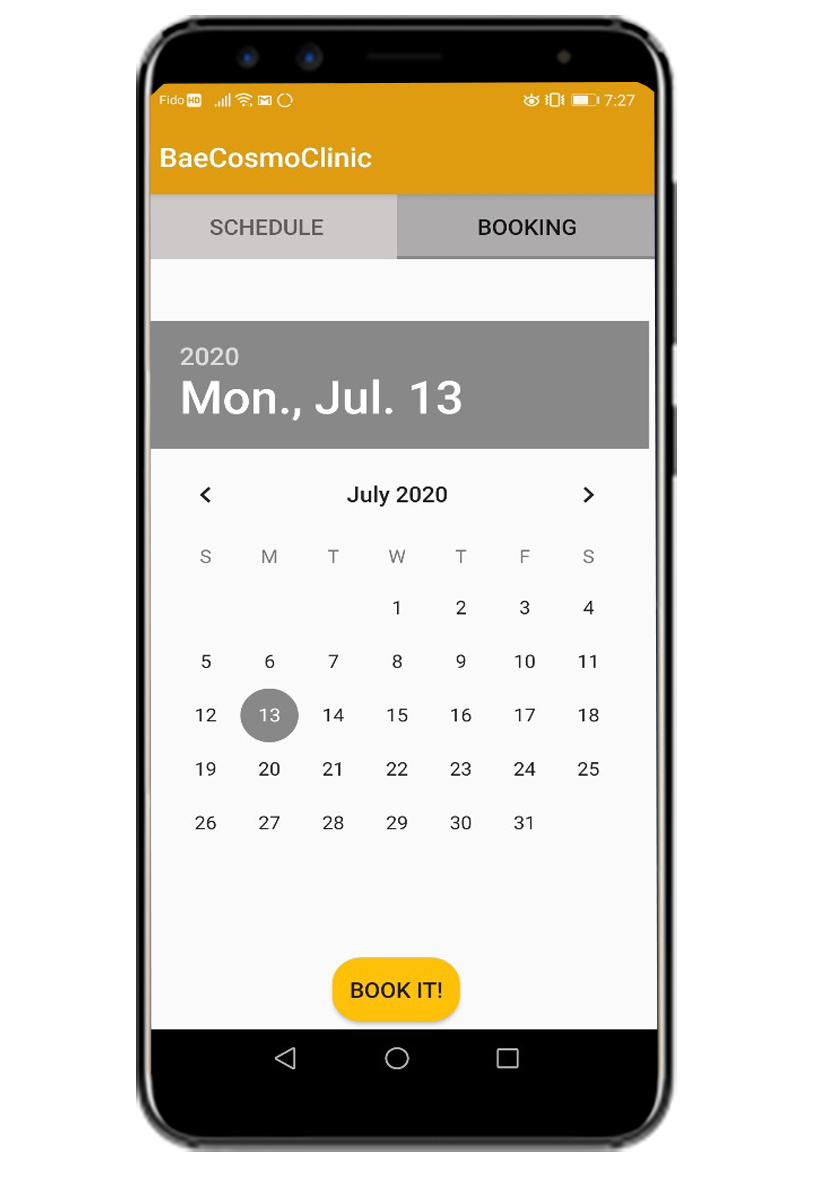 Fido HD 7:27
BaeCosmoClinic
SCHEDULE BOOKING
2020
Mon., Jul. 13
July 2020
S M T W T F S
1 2 3 4
5 6 7 8 9 10 11
12 13 14 15 16 17 18
19 20 21 22 23 24 25
26 27 28 29 30 31
BOOK IT!